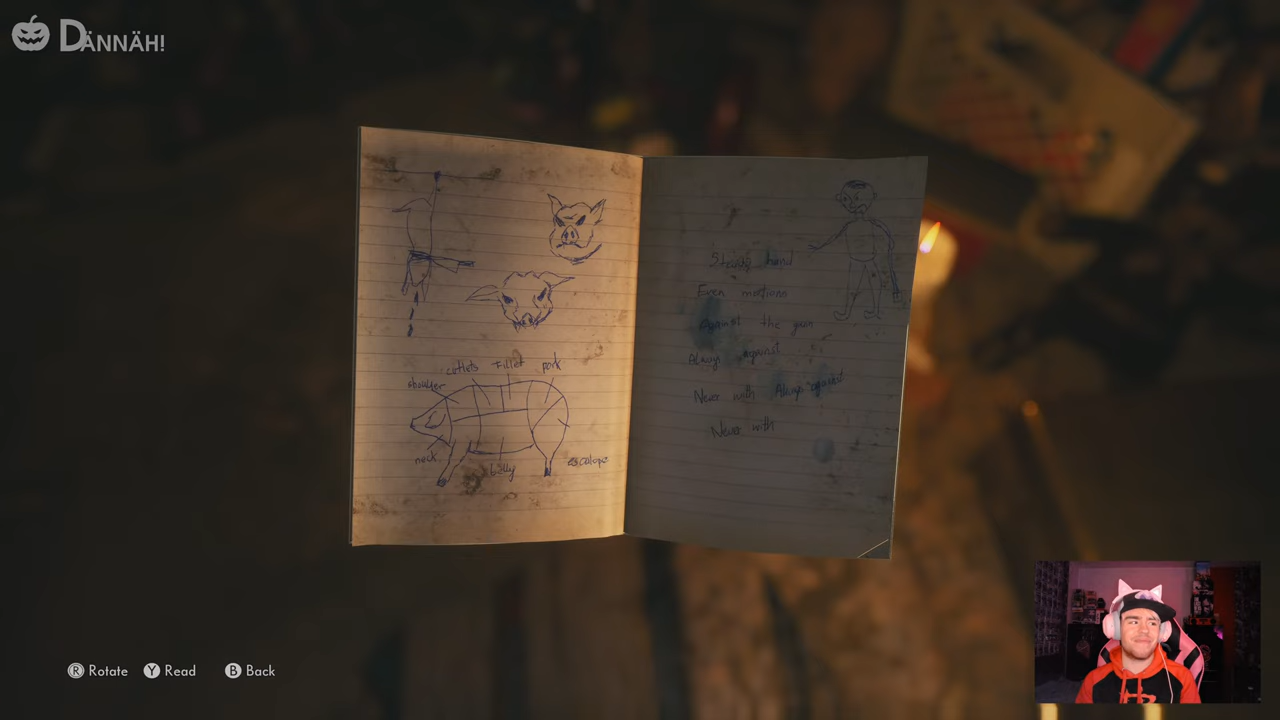 DÄNNÄH!
shoulder
cutlets Fillet pork
neck
belly
escalope
Steady hand
Even motions
Against the grain
Always against
Never with Always against
Never with
R Rotate Y Read B Back